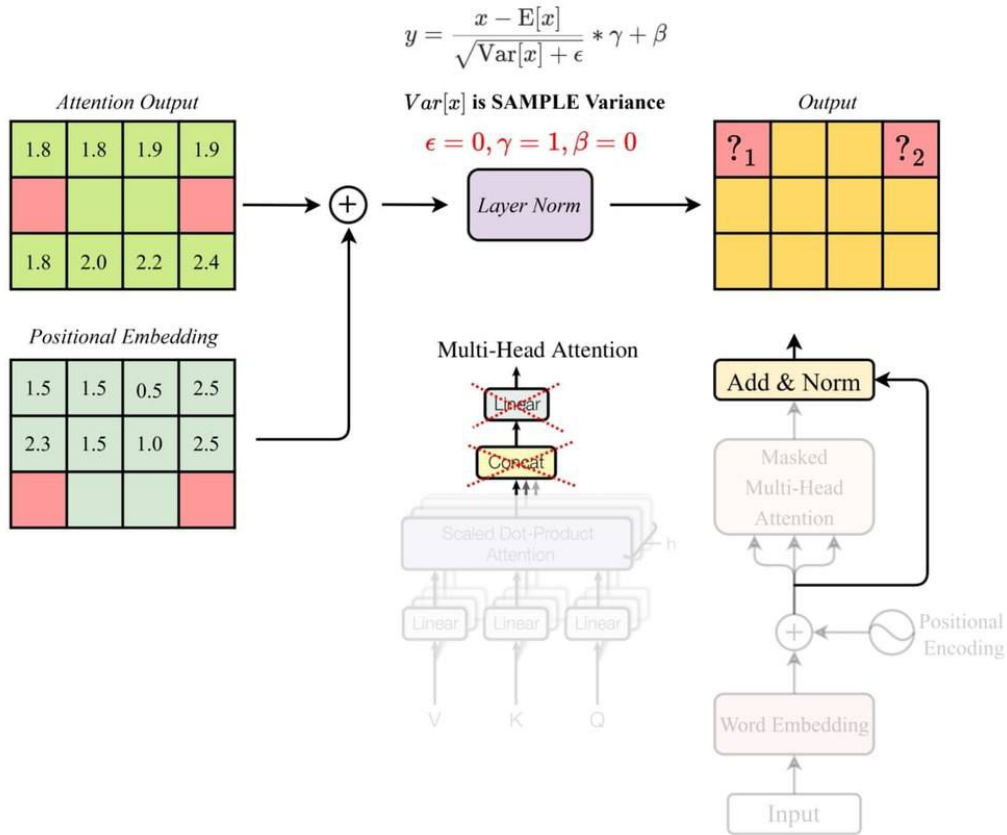 y = (x − E[x]) / √(Var[x] + ϵ) * γ + β
Var[x] is SAMPLE Variance
ϵ = 0, γ = 1, β = 0
Attention Output
1.8 1.8 1.9 1.9
1.8 2.0 2.2 2.4
+
Layer Norm
Output
?₁ ?₂
Positional Embedding
1.5 1.5 0.5 2.5
2.3 1.5 1.0 2.5
Multi-Head Attention
Linear
Concat
Scaled Dot-Product
Attention
h
Linear Linear Linear
V K Q
Add & Norm
Masked
Multi-Head
Attention
+
Positional
Encoding
Word Embedding
Input